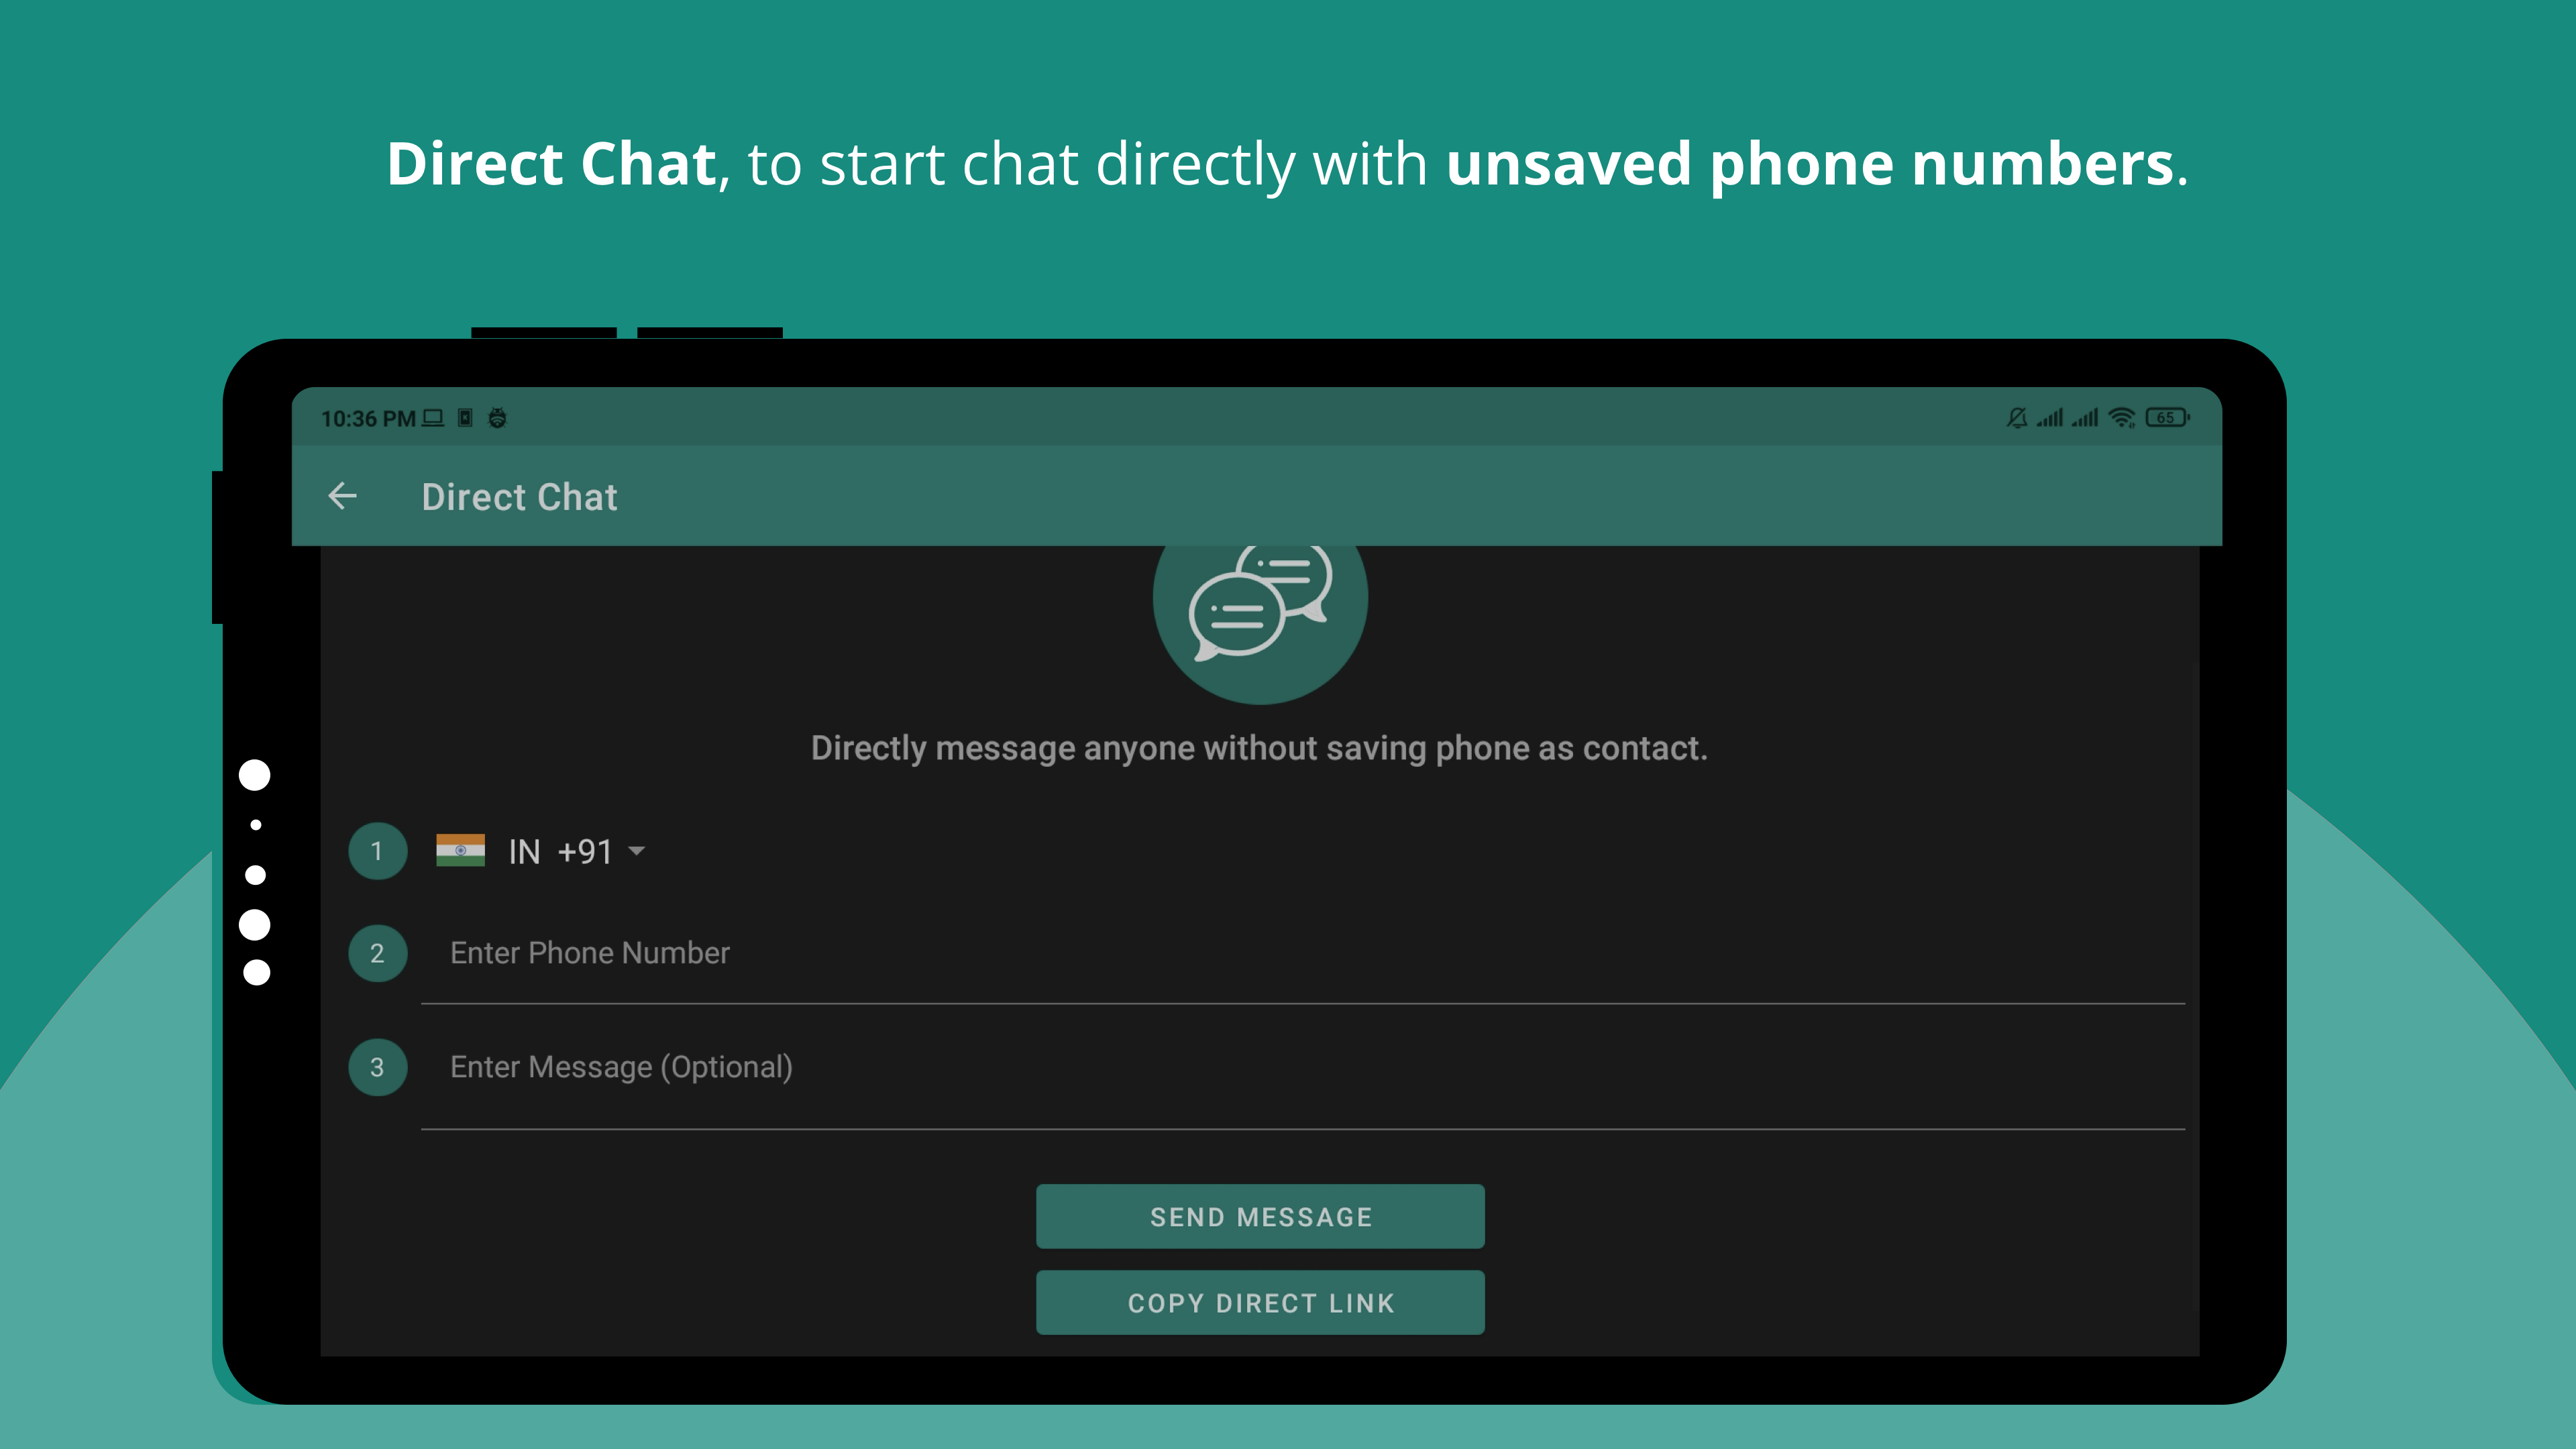 Direct Chat, to start chat directly with unsaved phone numbers.
10:36 PM 65
Direct Chat
Directly message anyone without saving phone as contact.
1 IN +91
2 Enter Phone Number
3 Enter Message (Optional)
SEND MESSAGE
COPY DIRECT LINK